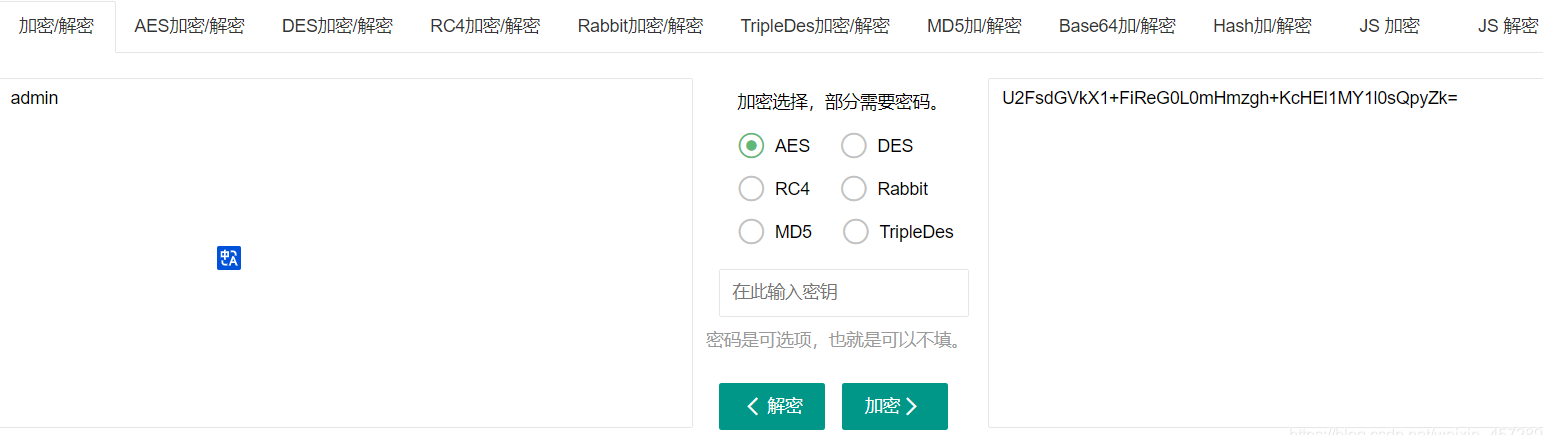 加密/解密 AES加密/解密 DES加密/解密 RC4加密/解密 Rabbit加密/解密 TripleDes加密/解密 MD5加/解密 Base64加/解密 Hash加/解密 JS 加密 JS 解密
admin
加密选择，部分需要密码。
AES DES
RC4 Rabbit
MD5 TripleDes
在此输入密钥
密码是可选项，也就是可以不填。
解密 加密
U2FsdGVkX1+FiReG0L0mHmzgh+KcHEl1MY1l0sQpyZk=